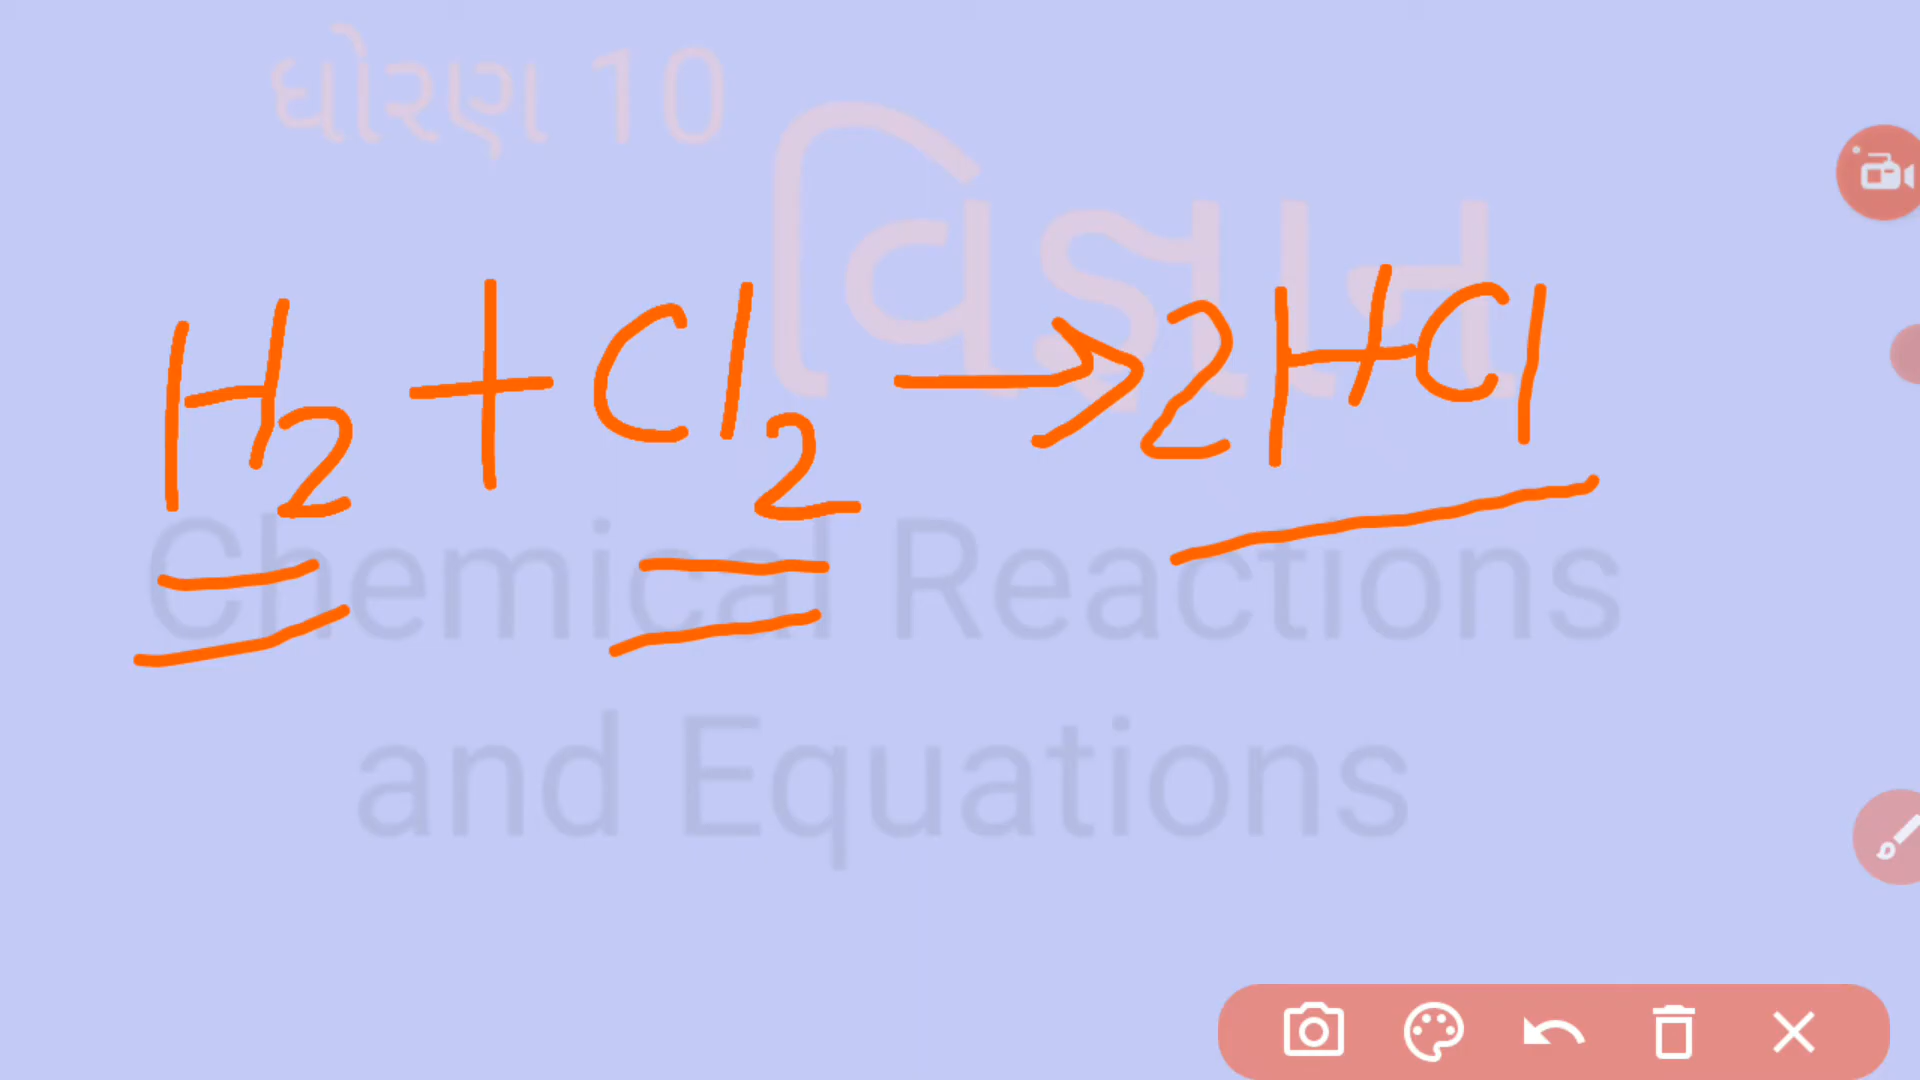 ધોરણ 10
વિજ્ઞાન
H₂ + Cl₂ → 2HCl
Chemical Reactions
and Equations